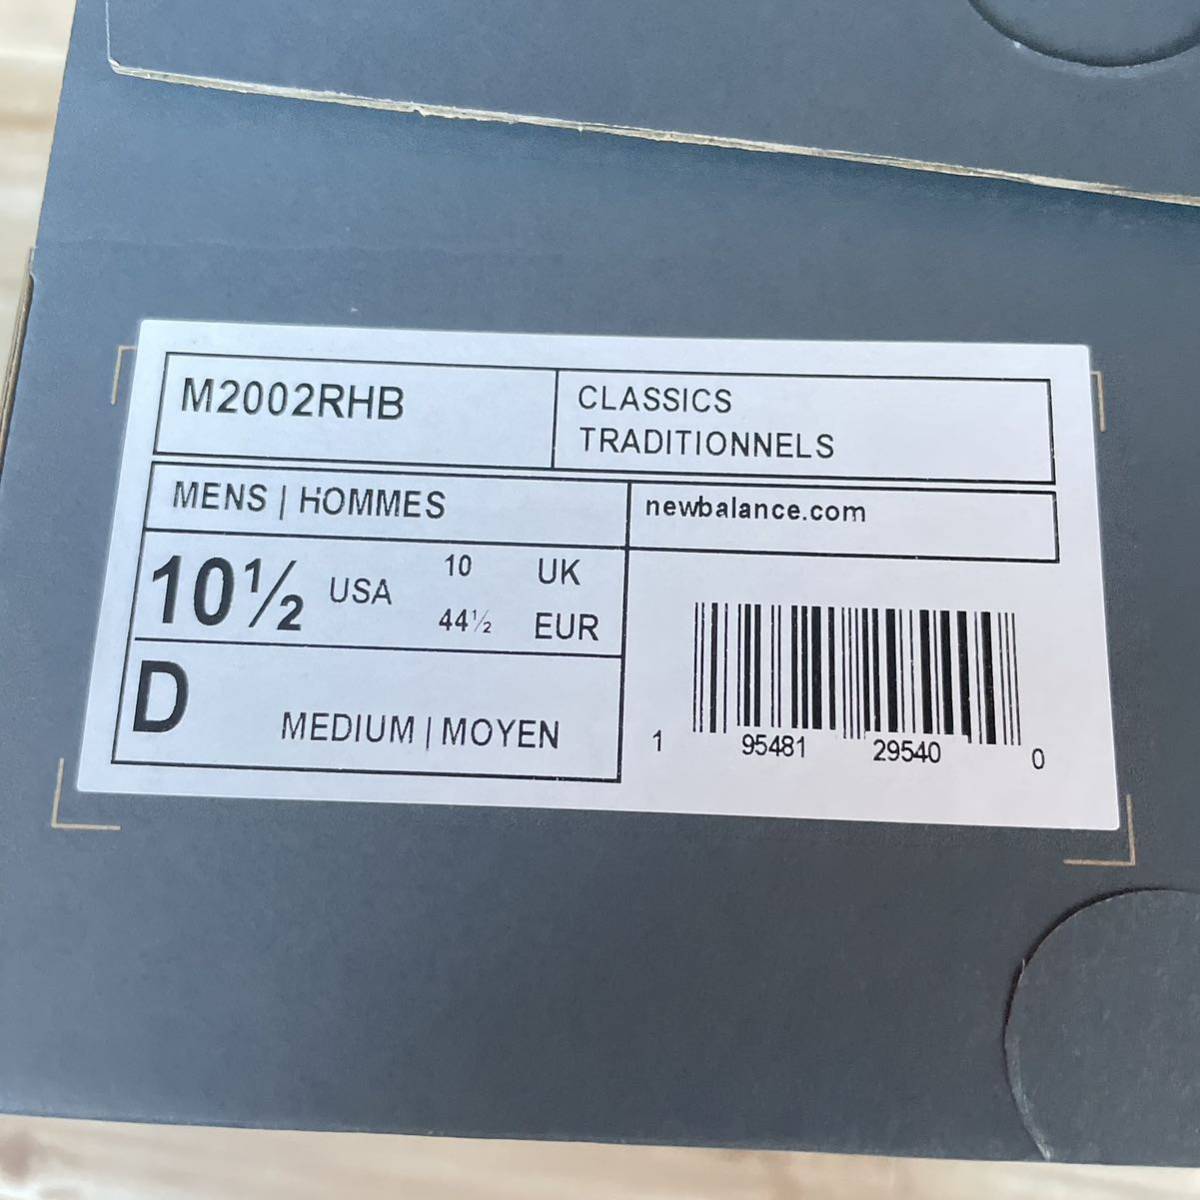 M2002RHB
CLASSICS
TRADITIONNELS
MENS | HOMMES
newbalance.com
10½ USA
10 UK
44½ EUR
D
MEDIUM | MOYEN
1 95481 29540 0